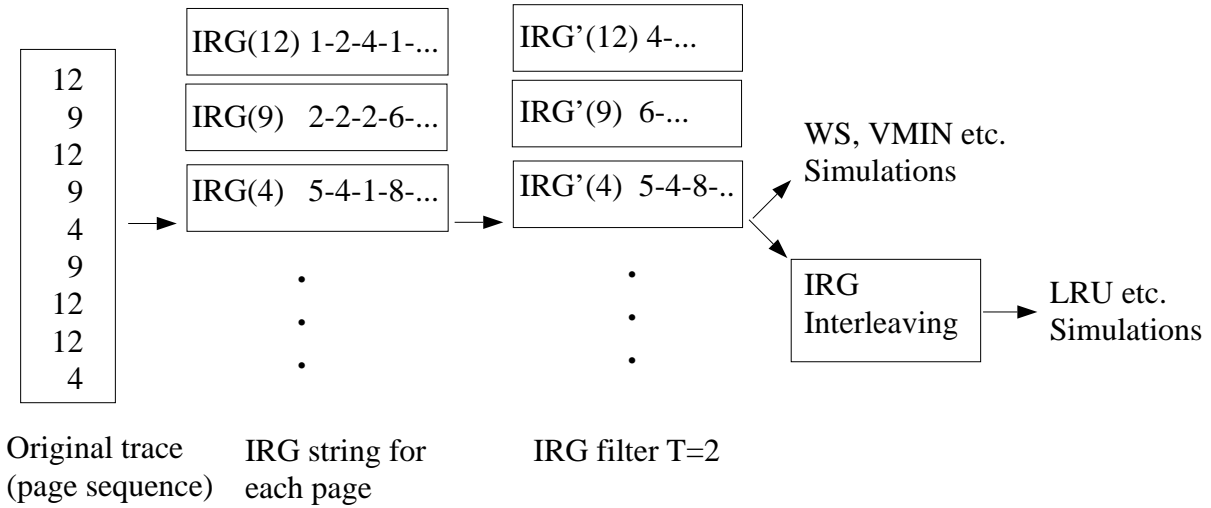 12
9
12
9
4
9
12
12
4
Original trace
(page sequence)
IRG(12) 1-2-4-1-...
IRG(9) 2-2-2-6-...
IRG(4) 5-4-1-8-...
IRG string for
each page
IRG’(12) 4-...
IRG’(9) 6-...
IRG’(4) 5-4-8-..
IRG filter T=2
WS, VMIN etc.
Simulations
IRG
Interleaving
LRU etc.
Simulations